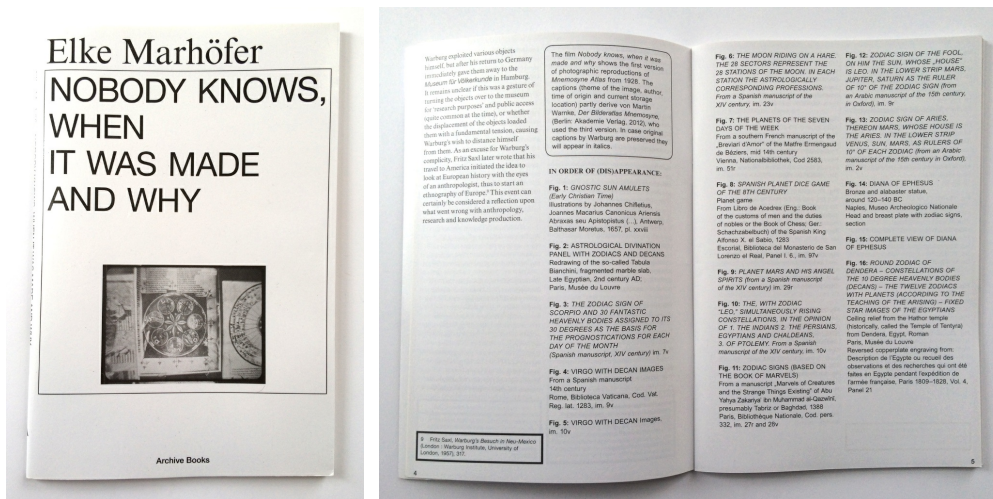 Elke Marhöfer
NOBODY KNOWS,
WHEN
IT WAS MADE
AND WHY
Archive Books
Warburg exploited various objects
himself, but after his return to Germany
immediately gave them away to the
Museum für Völkerkunde in Hamburg.
It remains unclear if this was a gesture of
turning the objects over to the museum
for 'research purposes' and public access
(quite common at the time), or whether
the displacement of the objects loaded
them with a fundamental tension, causing
Warburg's wish to distance himself
from them. As an excuse for Warburg's
complicity, Fritz Saxl later wrote that his
travel to America initiated the idea to
look at European history with the eyes
of an anthropologist, thus to start an
ethnography of Europe.⁶ This event can
certainly be considered a reflection upon
what went wrong with anthropology,
research and knowledge production.
6 Fritz Saxl, Warburg's Besuch in Neu-Mexico
(London : Warburg Institute, University of
London, 1957), 317.
4
The film Nobody knows, when it was
made and why shows the first version
of photographic reproductions of
Mnemosyne Atlas from 1928. The
captions (theme of the image, author,
time of origin and current storage
location) partly derive von Martin
Warnke, Der Bilderatlas Mnemosyne,
(Berlin: Akademie Verlag, 2012), who
used the third version. In case original
captions by Warburg are preserved they
will appear in italics.
IN ORDER OF (DIS)APPEARANCE:
Fig. 1: GNOSTIC SUN AMULETS
(Early Christian Time)
Illustrations by Johannes Chifletius,
Joannes Macarius Canonicus Ariensis
Abraxas seu Apistopistus (...), Antwerp,
Balthasar Moretus, 1657, pl. xxviii
Fig. 2: ASTROLOGICAL DIVINATION
PANEL WITH ZODIACS AND DECANS
Redrawing of the so-called Tabula
Bianchini, fragmented marble slab,
Late Egyptian, 2nd century AD,
Paris, Musée du Louvre
Fig. 3: THE ZODIAC SIGN OF
SCORPIO AND 30 FANTASTIC
HEAVENLY BODIES ASSIGNED TO ITS
30 DEGREES AS THE BASIS FOR
THE PROGNOSTICATIONS FOR EACH
DAY OF THE MONTH
(Spanish manuscript, XIV century) im. 7v
Fig. 4: VIRGO WITH DECAN IMAGES
From a Spanish manuscript
14th century
Rome, Biblioteca Vaticana, Cod. Vat.
Reg. lat. 1283, im. 9v
Fig. 5: VIRGO WITH DECAN Images,
im. 10v
Fig. 6: THE MOON RIDING ON A HARE.
THE 28 SECTORS REPRESENT THE
28 STATIONS OF THE MOON. IN EACH
STATION THE ASTROLOGICALLY
CORRESPONDING PROFESSIONS.
From a Spanish manuscript of the
XIV century, im. 23v
Fig. 7: THE PLANETS OF THE SEVEN
DAYS OF THE WEEK
From a southern French manuscript of the
„Breviari d'Amor" of the Matfre Ermengaud
de Béziers, mid 14th century
Vienna, Nationalbibliothek, Cod 2583,
im. 51r
Fig. 8: SPANISH PLANET DICE GAME
OF THE 8TH CENTURY
Planet game
From Libro de Acedrex (Eng.: Book
of the customs of men and the duties
of nobles or the Book of Chess; Ger.:
Schachzabelbuch) of the Spanish King
Alfonso X. el Sabio, 1283
Escorial, Biblioteca del Monasterio de San
Lorenzo el Real, Panel I. 6., im. 97v
Fig. 9: PLANET MARS AND HIS ANGEL
SPIRITS (from a Spanish manuscript
of the XIV century) im. 29r
Fig. 10: THE, WITH ZODIAC
"LEO," SIMULTANEOUSLY RISING
CONSTELLATIONS, IN THE OPINION
OF 1. THE INDIANS 2. THE PERSIANS,
EGYPTIANS AND CHALDEANS,
3. OF PTOLEMY. From a Spanish
manuscript of the XIV century, im. 10v
Fig. 11: ZODIAC SIGNS (BASED ON
THE BOOK OF MARVELS)
From a manuscript „Marvels of Creatures
and the Strange Things Existing" of Abu
Yahya Zakariya' ibn Muhammad al-Qazwīnī,
presumably Tabriz or Baghdad, 1388
Paris, Bibliothèque Nationale, Cod. pers.
332, im. 27r and 28v
Fig. 12: ZODIAC SIGN OF THE FOOL,
ON HIM THE SUN, WHOSE „HOUSE"
IS LEO. IN THE LOWER STRIP MARS,
JUPITER, SATURN AS THE RULER
OF 10° OF THE ZODIAC SIGN (from
an Arabic manuscript of the 15th century,
in Oxford), im. 9r
Fig. 13: ZODIAC SIGN OF ARIES,
THEREON MARS, WHOSE HOUSE IS
THE ARIES. IN THE LOWER STRIP
VENUS, SUN, MARS, AS RULERS OF
10° OF EACH ZODIAC (from an Arabic
manuscript of the 15th century in Oxford).
im. 2v
Fig. 14: DIANA OF EPHESUS
Bronze and alabaster statue,
around 120–140 BC
Naples, Museo Archeologico Nationale
Head and breast plate with zodiac signs,
section
Fig. 15: COMPLETE VIEW OF DIANA
OF EPHESUS
Fig. 16: ROUND ZODIAC OF
DENDERA – CONSTELLATIONS OF
THE 10 DEGREE HEAVENLY BODIES
(DECANS) – THE TWELVE ZODIACS
WITH PLANETS (ACCORDING TO THE
TEACHING OF THE ARISING) – FIXED
STAR IMAGES OF THE EGYPTIANS
Ceiling relief from the Hathor temple
(historically, called the Temple of Tentyra)
from Dendera, Egypt, Roman
Paris, Musée du Louvre
Reversed copperplate engraving from:
Description de l'Egypte ou recueil des
observations et des recherches qui ont été
faites en Egypte pendant l'expédition de
l'armée française, Paris 1809–1828, Vol. 4,
Panel 21
5